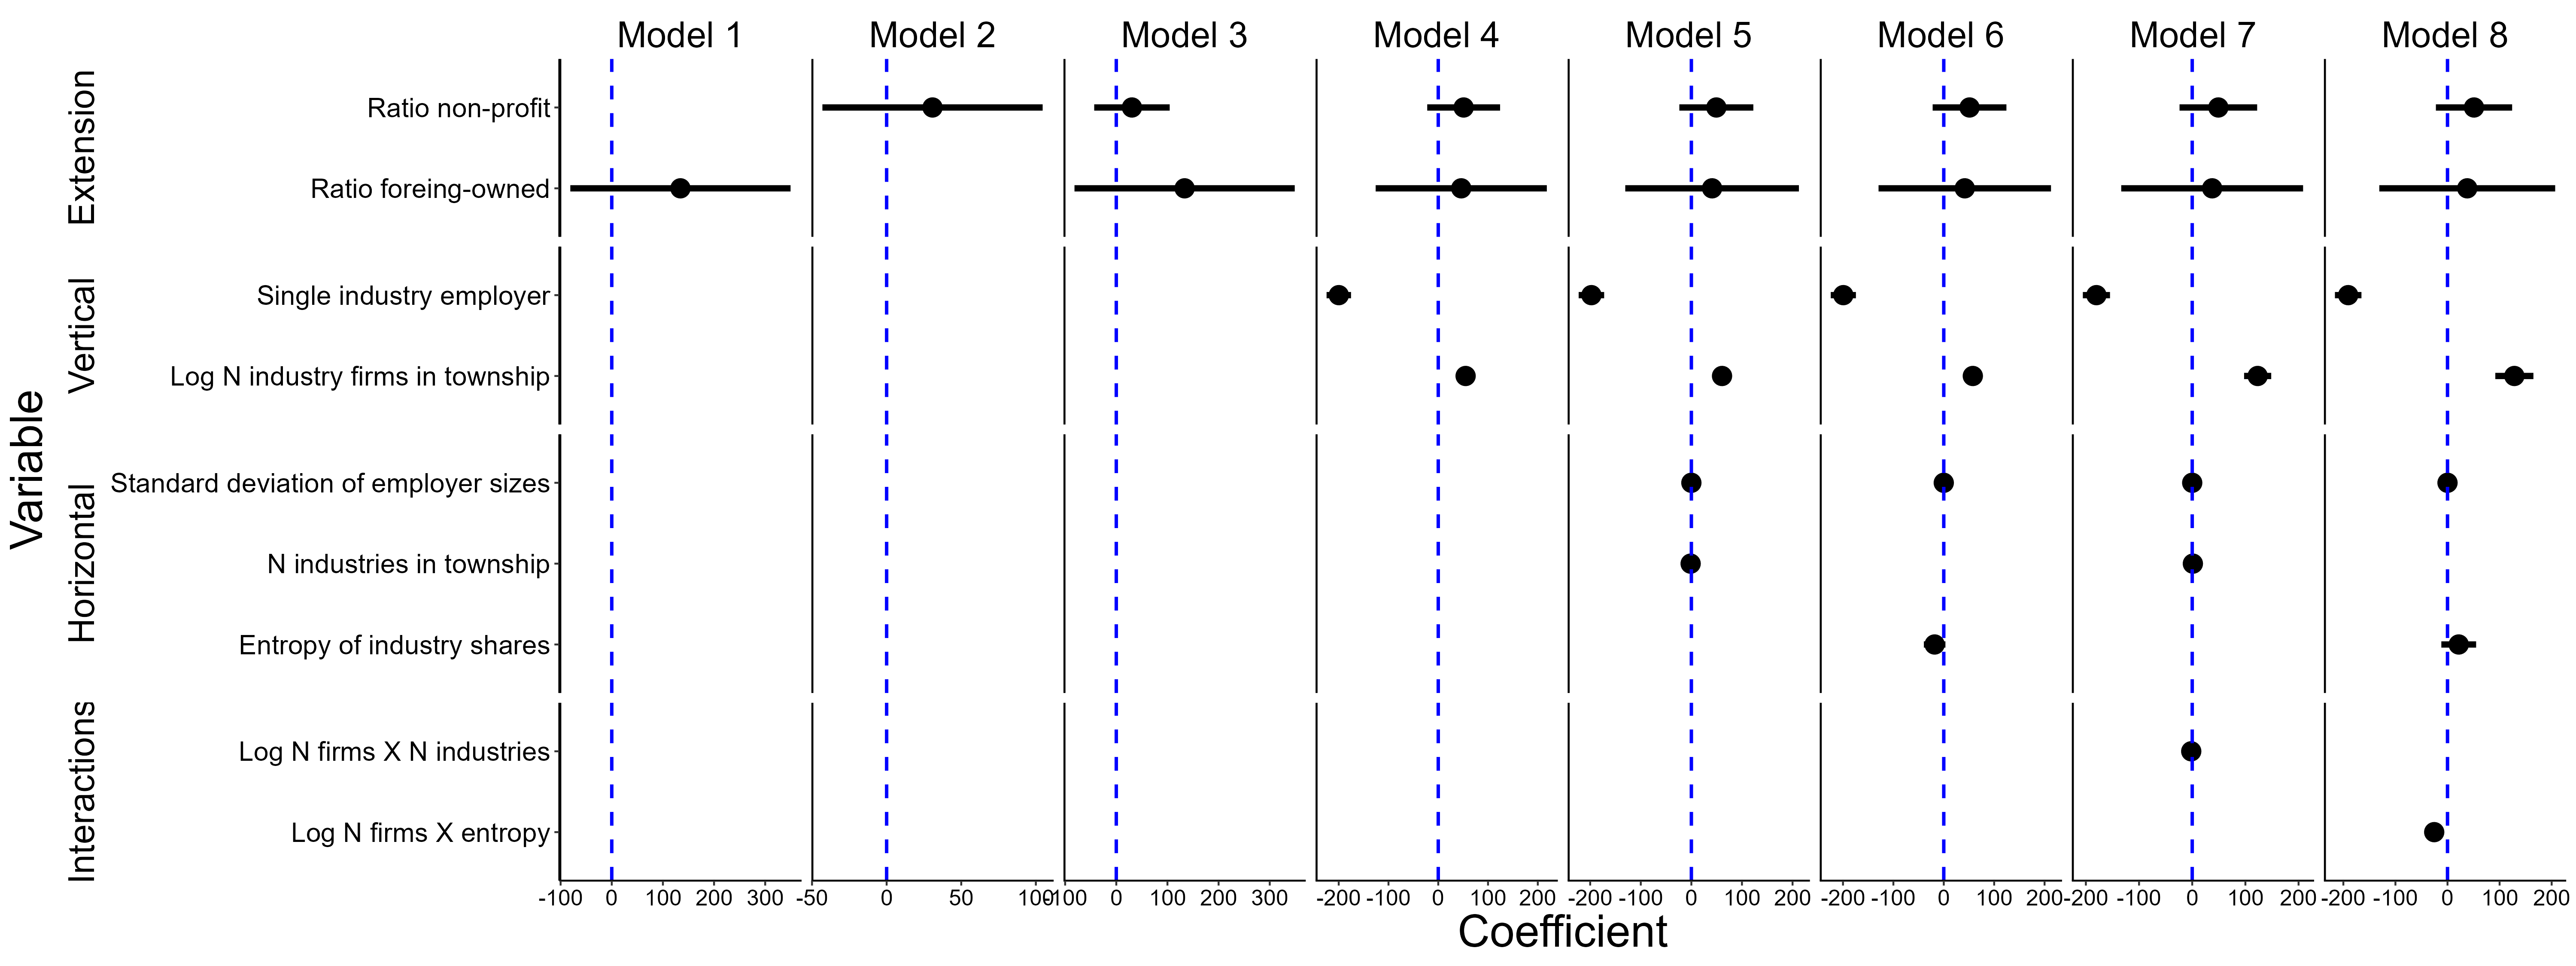 Model 1 Model 2 Model 3 Model 4 Model 5 Model 6 Model 7 Model 8
Variable
Extension
Ratio non-profit
Ratio foreing-owned
Vertical
Single industry employer
Log N industry firms in township
Horizontal
Standard deviation of employer sizes
N industries in township
Entropy of industry shares
Interactions
Log N firms X N industries
Log N firms X entropy
-100 0 100 200 300 -50 0 50 100 -100 0 100 200 300 -200 -100 0 100 200 -200 -100 0 100 200 -200 -100 0 100 200 -200 -100 0 100 200 -200 -100 0 100 200
Coefficient